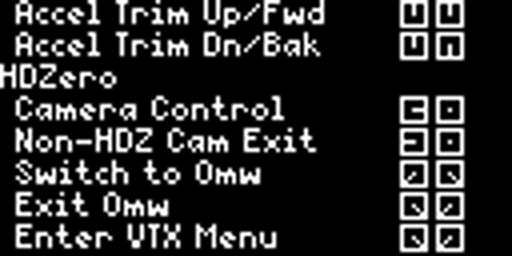 Accel Trim Up/Fwd
Accel Trim Dn/Bak
HDZero
Camera Control
Non-HDZ Cam Exit
Switch to 0mw
Exit 0mw
Enter VTX Menu